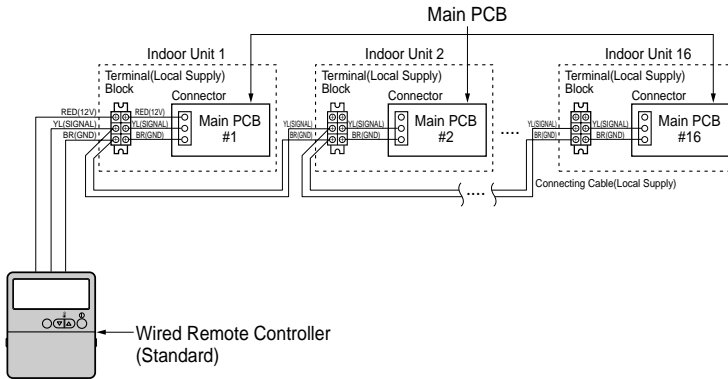 Main PCB
Indoor Unit 1
Indoor Unit 2
Indoor Unit 16
Terminal(Local Supply)
Block
Connector
Terminal(Local Supply)
Block
Connector
Terminal(Local Supply)
Block
Connector
RED(12V)
RED(12V)
YL(SIGNAL)
YL(SIGNAL)
BR(GND)
BR(GND)
Main PCB
#1
YL(SIGNAL)
YL(SIGNAL)
BR(GND)
BR(GND)
Main PCB
#2
....
YL(SIGNAL)
YL(SIGNAL)
BR(GND)
BR(GND)
Main PCB
#16
....
Connecting Cable(Local Supply)
Wired Remote Controller
(Standard)